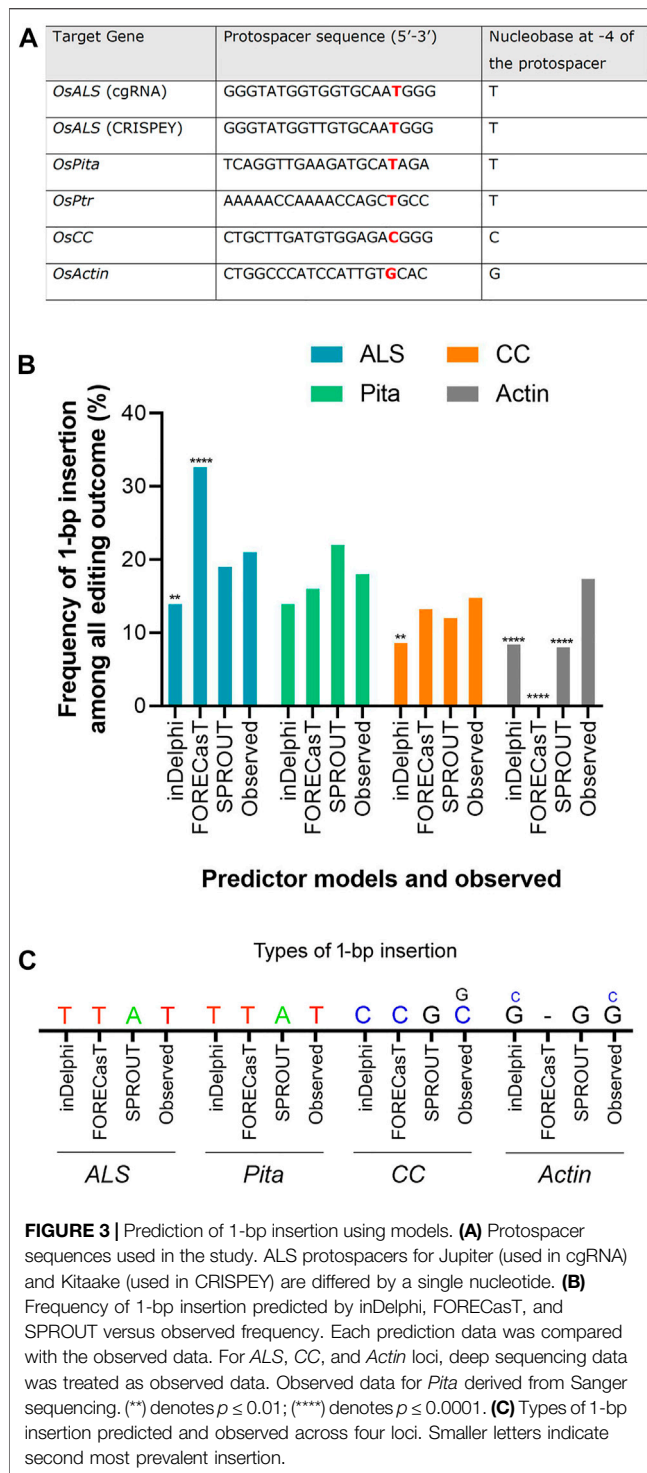 A
Target Gene Protospacer sequence (5'-3') Nucleobase at -4 of
the protospacer
OsALS (cgRNA) GGGTATGGTGGTGCAATGGG T
OsALS (CRISPEY) GGGTATGGTTGTGCAATGGG T
OsPita TCAGGTTGAAGATGCATAGA T
OsPtr AAAAACCAAAACCAGCTGCC T
OsCC CTGCTTGATGTGGAGACGGG C
OsActin CTGGCCCATCCATTGTGCAC G
B
ALS CC
Pita Actin
Frequency of 1-bp insertion
among all editing outcome (%)
40
30
20
10
0
** **** ** **** **** ****
inDelphi FORECasT SPROUT Observed inDelphi FORECasT SPROUT Observed inDelphi FORECasT SPROUT Observed inDelphi FORECasT SPROUT Observed
Predictor models and observed
C
Types of 1-bp insertion
G C C
T T A T T T A T C C G C G - G G
inDelphi FORECasT SPROUT Observed inDelphi FORECasT SPROUT Observed inDelphi FORECasT SPROUT Observed inDelphi FORECasT SPROUT Observed
ALS Pita CC Actin
FIGURE 3 | Prediction of 1-bp insertion using models. (A) Protospacer
sequences used in the study. ALS protospacers for Jupiter (used in cgRNA)
and Kitaake (used in CRISPEY) are differed by a single nucleotide. (B)
Frequency of 1-bp insertion predicted by inDelphi, FORECasT, and
SPROUT versus observed frequency. Each prediction data was compared
with the observed data. For ALS, CC, and Actin loci, deep sequencing data
was treated as observed data. Observed data for Pita derived from Sanger
sequencing. (**) denotes p ≤ 0.01; (****) denotes p ≤ 0.0001. (C) Types of 1-bp
insertion predicted and observed across four loci. Smaller letters indicate
second most prevalent insertion.